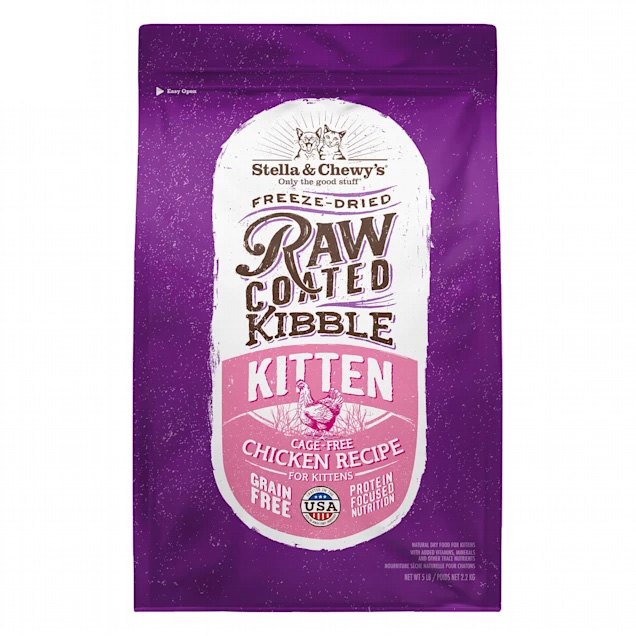 Easy Open
Stella & Chewy's®
Only the good stuff™
FREEZE-DRIED
RAW
COATED
KIBBLE
KITTEN
CAGE-FREE
CHICKEN RECIPE
FOR KITTENS
GRAIN
FREE
USA
PROTEIN
FOCUSED
NUTRITION
NATURAL DRY FOOD FOR KITTENS
WITH ADDED VITAMINS, MINERALS
AND OTHER TRACE NUTRIENTS
NOURRITURE SÈCHE NATURELLE POUR CHATONS
NET WT 5 LB / POIDS NET 2.2 KG